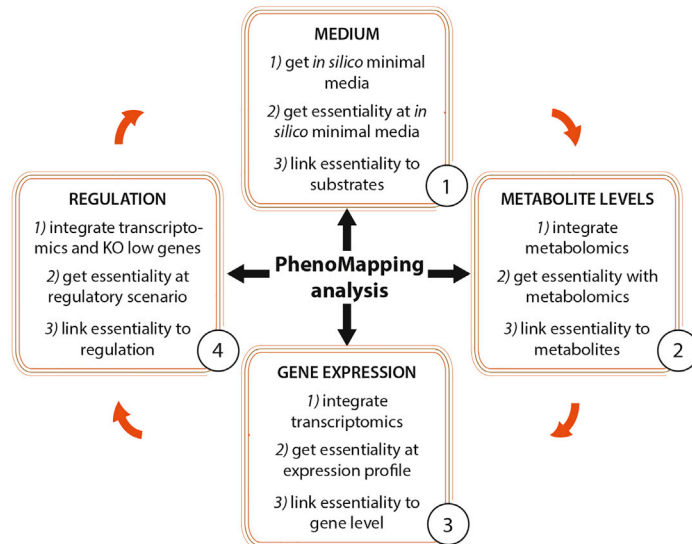 MEDIUM
1) get in silico minimal
media
2) get essentiality at in
silico minimal media
3) link essentiality to
substrates
1
REGULATION
1) integrate transcripto-
mics and KO low genes
2) get essentiality at
regulatory scenario
3) link essentiality to
regulation
4
PhenoMapping
analysis
METABOLITE LEVELS
1) integrate
metabolomics
2) get essentiality with
metabolomics
3) link essentiality to
metabolites
2
GENE EXPRESSION
1) integrate
transcriptomics
2) get essentiality at
expression profile
3) link essentiality to
gene level
3